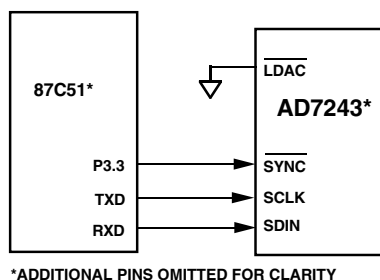 LDAC
87C51*
AD7243*
P3.3
SYNC
TXD
SCLK
RXD
SDIN
*ADDITIONAL PINS OMITTED FOR CLARITY